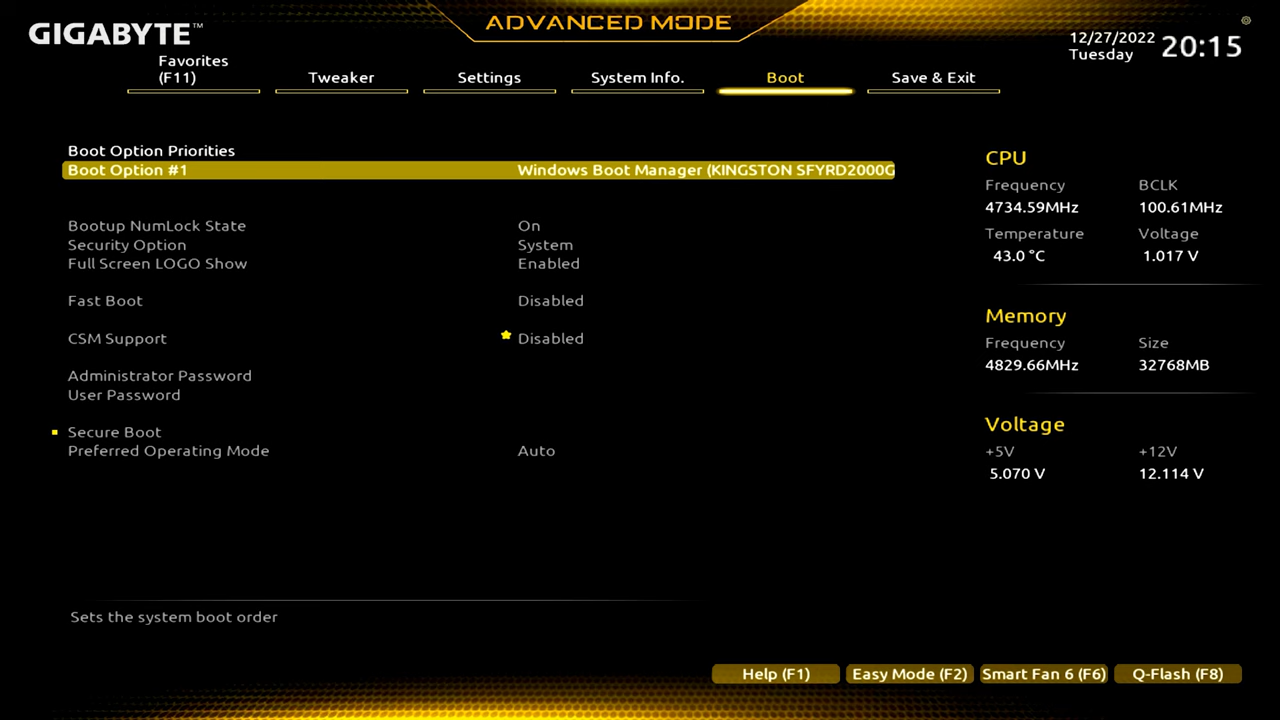 GIGABYTE™
ADVANCED MODE
12/27/2022
Tuesday
20:15
Favorites
(F11)
Tweaker
Settings
System Info.
Boot
Save & Exit
Boot Option Priorities
Boot Option #1 Windows Boot Manager (KINGSTON SFYRD2000G
Bootup NumLock State On
Security Option System
Full Screen LOGO Show Enabled
Fast Boot Disabled
CSM Support Disabled
Administrator Password
User Password
Secure Boot
Preferred Operating Mode Auto
CPU
Frequency BCLK
4734.59MHz 100.61MHz
Temperature Voltage
43.0 °C 1.017 V
Memory
Frequency Size
4829.66MHz 32768MB
Voltage
+5V +12V
5.070 V 12.114 V
Sets the system boot order
Help (F1) Easy Mode (F2) Smart Fan 6 (F6) Q-Flash (F8)